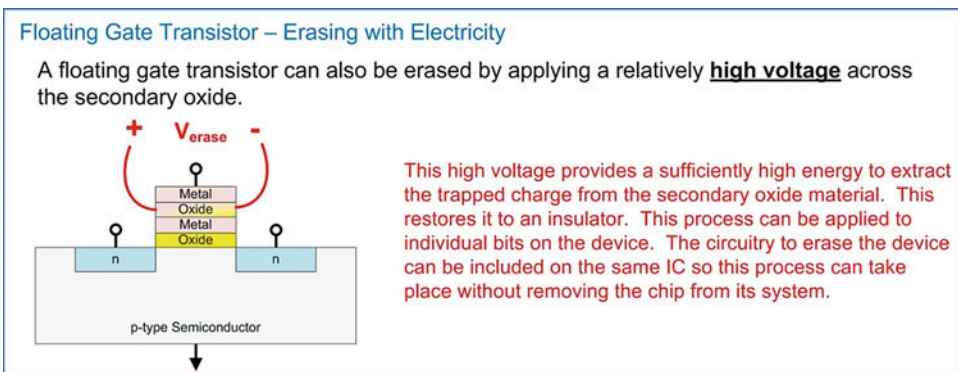 Floating Gate Transistor – Erasing with Electricity
A floating gate transistor can also be erased by applying a relatively high voltage across
the secondary oxide.
+ Verase -
Metal
Oxide
Metal
Oxide
n n
p-type Semiconductor
This high voltage provides a sufficiently high energy to extract
the trapped charge from the secondary oxide material. This
restores it to an insulator. This process can be applied to
individual bits on the device. The circuitry to erase the device
can be included on the same IC so this process can take
place without removing the chip from its system.